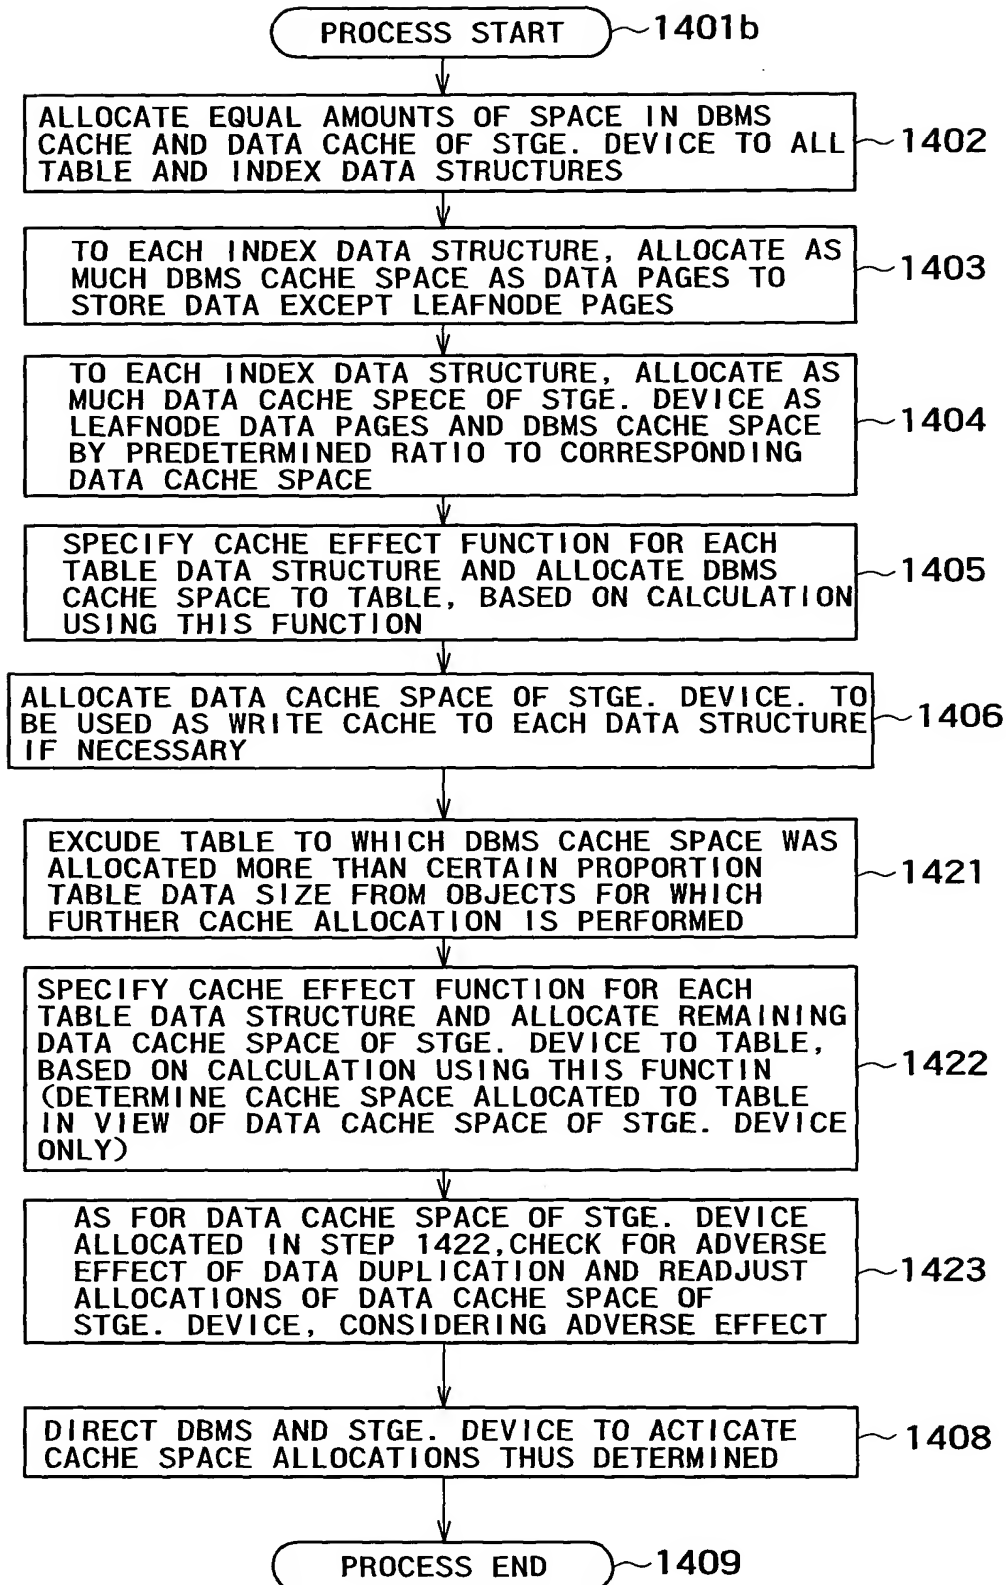 PROCESS START
1401b
ALLOCATE EQUAL AMOUNTS OF SPACE IN DBMS
CACHE AND DATA CACHE OF STGE. DEVICE TO ALL
TABLE AND INDEX DATA STRUCTURES
1402
TO EACH INDEX DATA STRUCTURE, ALLOCATE AS
MUCH DBMS CACHE SPACE AS DATA PAGES TO
STORE DATA EXCEPT LEAFNODE PAGES
1403
TO EACH INDEX DATA STRUCTURE, ALLOCATE AS
MUCH DATA CACHE SPECE OF STGE. DEVICE AS
LEAFNODE DATA PAGES AND DBMS CACHE SPACE
BY PREDETERMINED RATIO TO CORRESPONDING
DATA CACHE SPACE
1404
SPECIFY CACHE EFFECT FUNCTION FOR EACH
TABLE DATA STRUCTURE AND ALLOCATE DBMS
CACHE SPACE TO TABLE, BASED ON CALCULATION
USING THIS FUNCTION
1405
ALLOCATE DATA CACHE SPACE OF STGE. DEVICE. TO
BE USED AS WRITE CACHE TO EACH DATA STRUCTURE
IF NECESSARY
1406
EXCUDE TABLE TO WHICH DBMS CACHE SPACE WAS
ALLOCATED MORE THAN CERTAIN PROPORTION
TABLE DATA SIZE FROM OBJECTS FOR WHICH
FURTHER CACHE ALLOCATION IS PERFORMED
1421
SPECIFY CACHE EFFECT FUNCTION FOR EACH
TABLE DATA STRUCTURE AND ALLOCATE REMAINING
DATA CACHE SPACE OF STGE. DEVICE TO TABLE,
BASED ON CALCULATION USING THIS FUNCTIN
(DETERMINE CACHE SPACE ALLOCATED TO TABLE
IN VIEW OF DATA CACHE SPACE OF STGE. DEVICE
ONLY)
1422
AS FOR DATA CACHE SPACE OF STGE. DEVICE
ALLOCATED IN STEP 1422,CHECK FOR ADVERSE
EFFECT OF DATA DUPLICATION AND READJUST
ALLOCATIONS OF DATA CACHE SPACE OF
STGE. DEVICE, CONSIDERING ADVERSE EFFECT
1423
DIRECT DBMS AND STGE. DEVICE TO ACTICATE
CACHE SPACE ALLOCATIONS THUS DETERMINED
1408
PROCESS END
1409